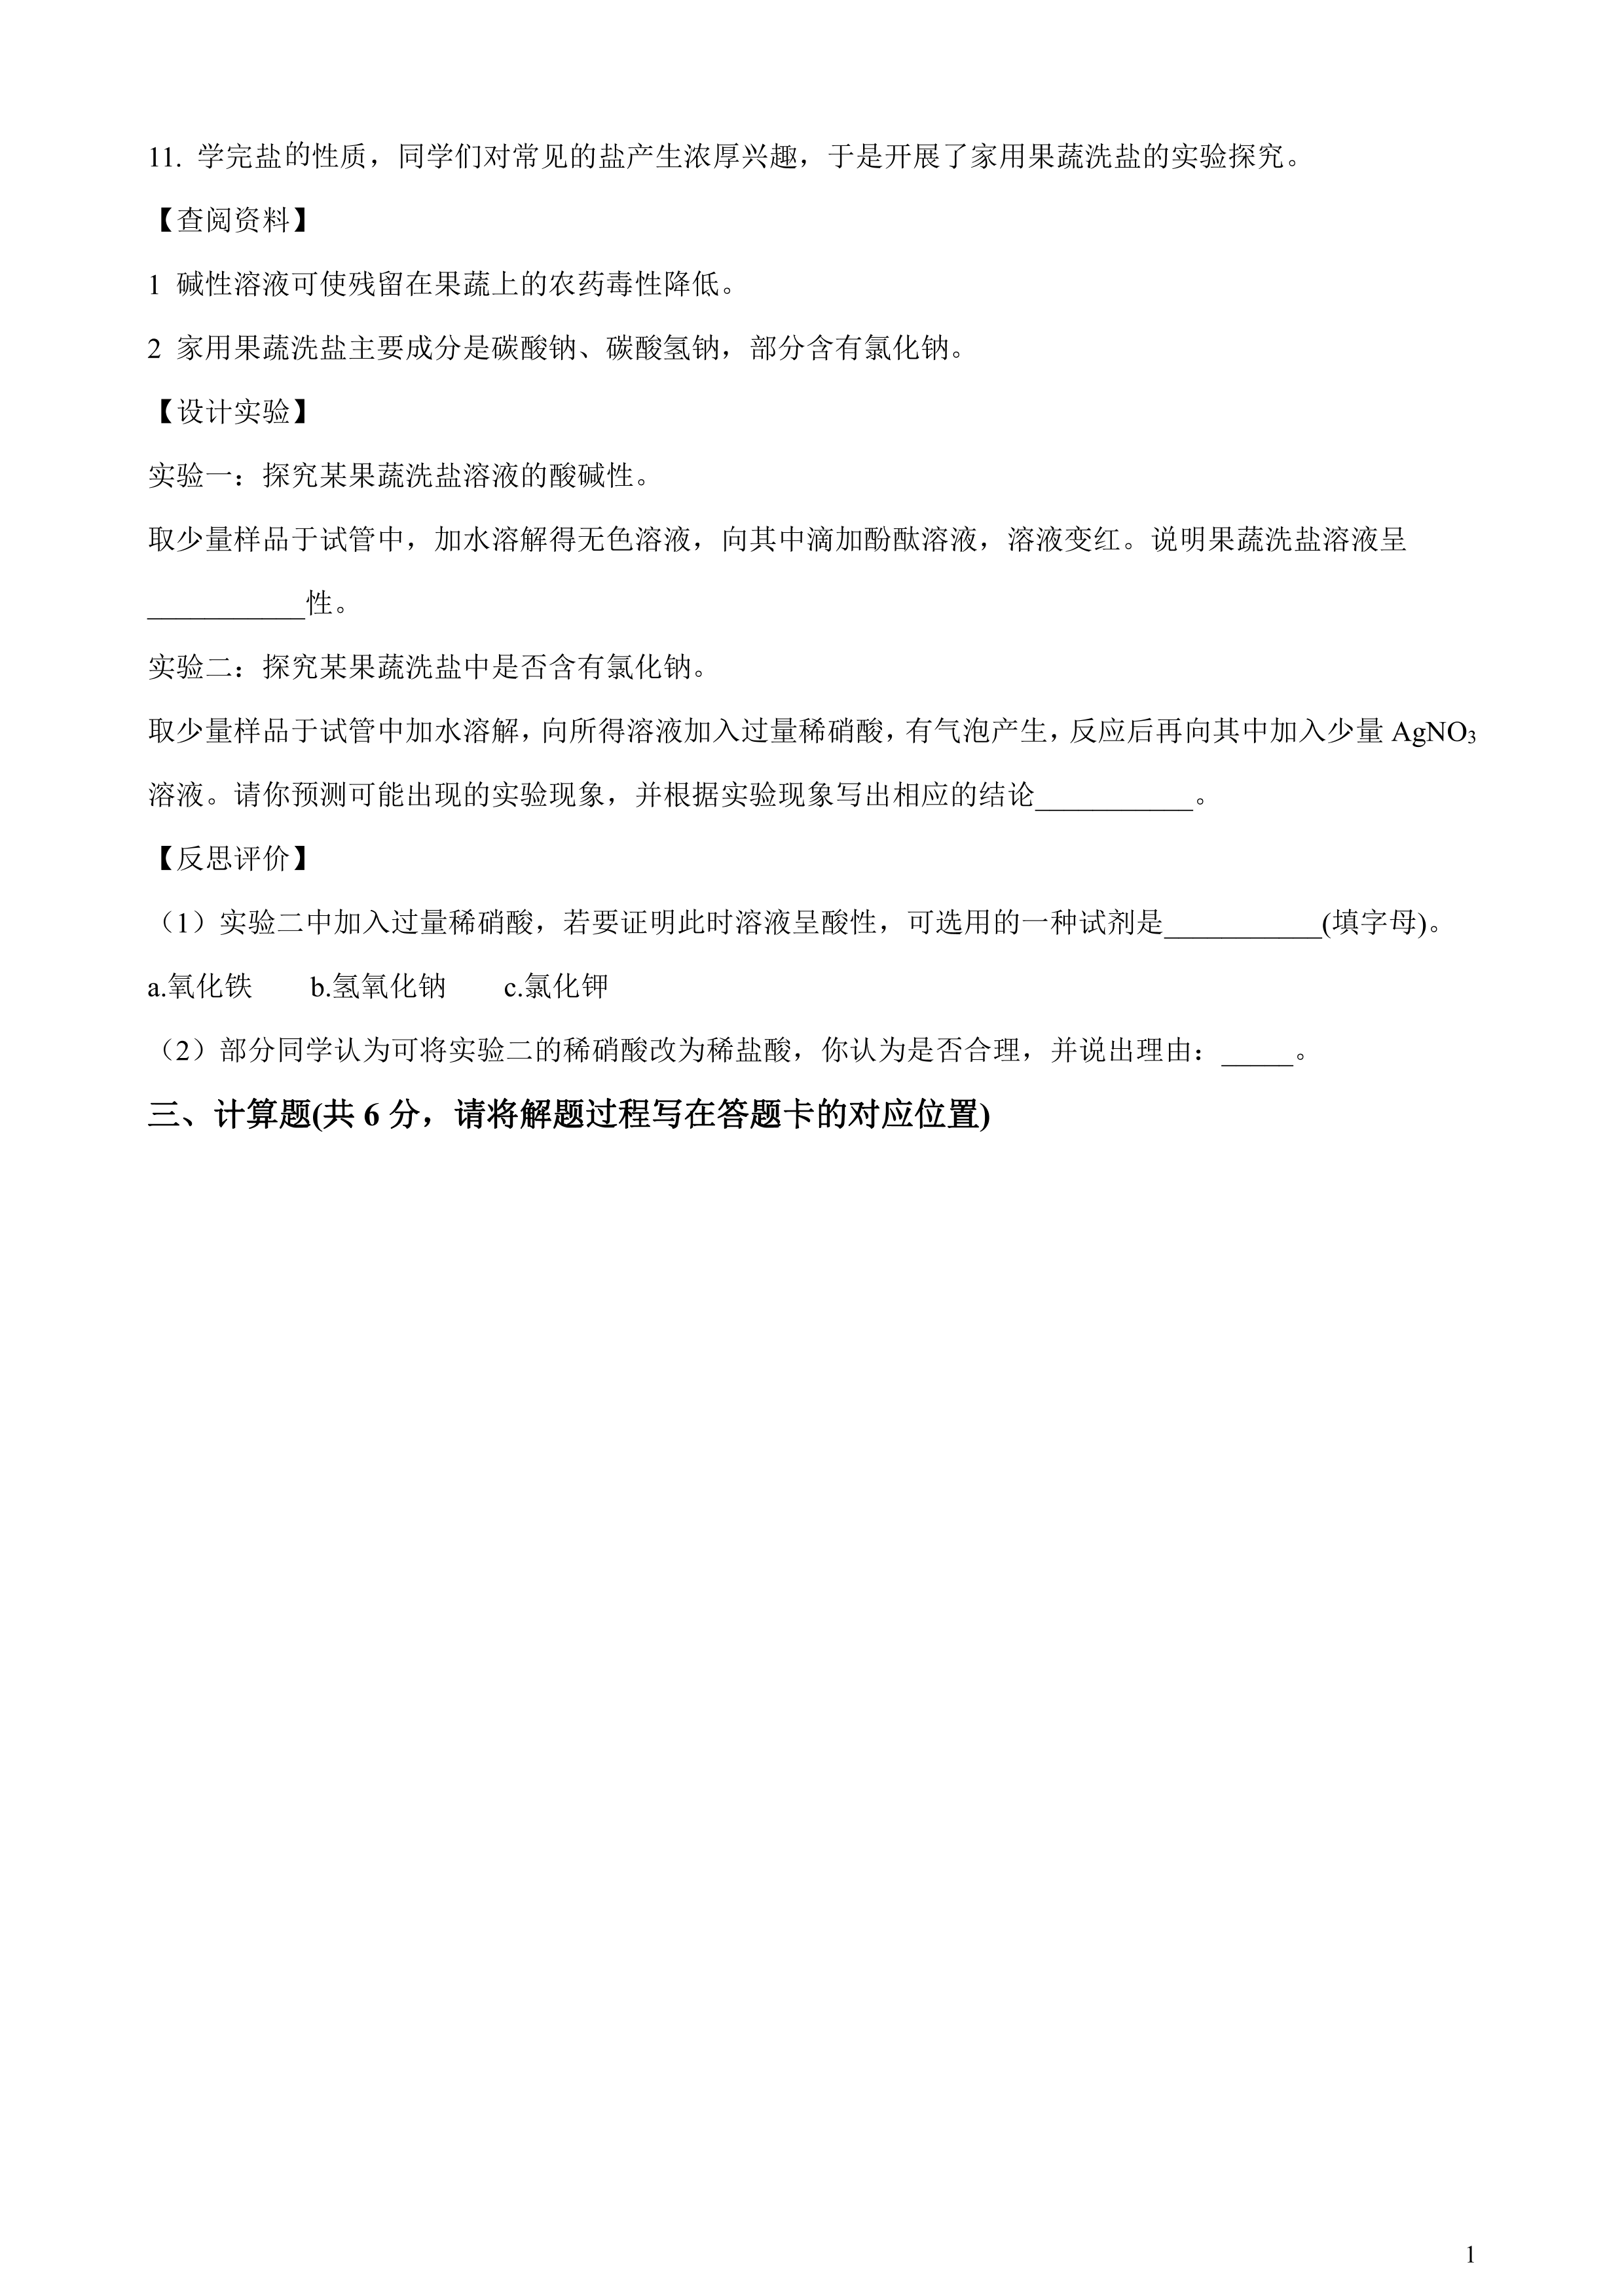 11. 学完盐的性质，同学们对常见的盐产生浓厚兴趣，于是开展了家用果蔬洗盐的实验探究。
【查阅资料】
1 碱性溶液可使残留在果蔬上的农药毒性降低。
2 家用果蔬洗盐主要成分是碳酸钠、碳酸氢钠，部分含有氯化钠。
【设计实验】
实验一：探究某果蔬洗盐溶液的酸碱性。
取少量样品于试管中，加水溶解得无色溶液，向其中滴加酚酞溶液，溶液变红。说明果蔬洗盐溶液呈
___________性。
实验二：探究某果蔬洗盐中是否含有氯化钠。
取少量样品于试管中加水溶解，向所得溶液加入过量稀硝酸，有气泡产生，反应后再向其中加入少量 AgNO₃
溶液。请你预测可能出现的实验现象，并根据实验现象写出相应的结论___________。
【反思评价】
（1）实验二中加入过量稀硝酸，若要证明此时溶液呈酸性，可选用的一种试剂是___________(填字母)。
a.氧化铁 b.氢氧化钠 c.氯化钾
（2）部分同学认为可将实验二的稀硝酸改为稀盐酸，你认为是否合理，并说出理由：_____。
三、计算题(共 6 分，请将解题过程写在答题卡的对应位置)
1